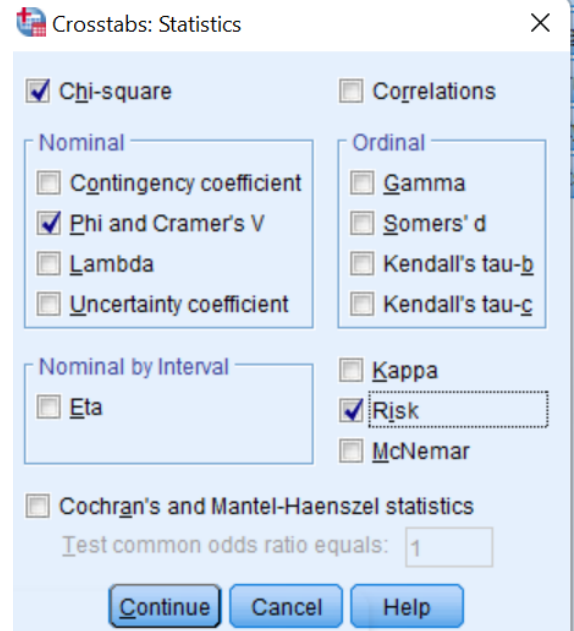 Crosstabs: Statistics
Chi-square
Correlations
Nominal
Contingency coefficient
Phi and Cramer's V
Lambda
Uncertainty coefficient
Ordinal
Gamma
Somers' d
Kendall's tau-b
Kendall's tau-c
Nominal by Interval
Eta
Kappa
Risk
McNemar
Cochran's and Mantel-Haenszel statistics
Test common odds ratio equals: 1
Continue Cancel Help